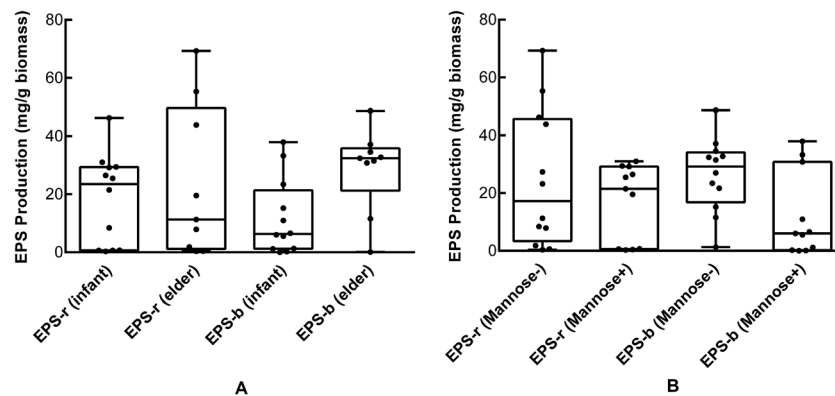 EPS Production (mg/g biomass)
80
60
40
20
0
EPS-r (infant)
EPS-r (elder)
EPS-b (infant)
EPS-b (elder)
A
EPS Production (mg/g biomass)
80
60
40
20
0
EPS-r (Mannose-)
EPS-r (Mannose+)
EPS-b (Mannose-)
EPS-b (Mannose+)
B